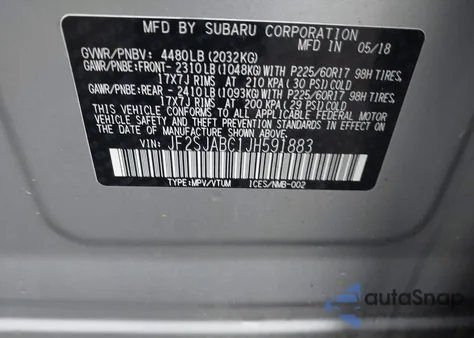 MFD BY SUBARU CORPORATION
IN 05/18
GVWR/PNBV: 4480LB (2032KG)
GAWR/PNBE:FRONT- 2310LB (1048KG)WITH P225/60R17 98H TIRES,
17X7J RIMS AT 210 KPA (30 PSI)COLD
GAWR/PNBE:REAR - 2410LB (1093KG)WITH P225/60R17 98H TIRES,
17X7J RIMS AT 200 KPA (29 PSI)COLD
THIS VEHICLE CONFORMS TO ALL APPLICABLE FEDERAL MOTOR
VEHICLE SAFETY, BUMPER, AND THEFT PREVENTION STANDARDS
IN EFFECT ON THE DATE OF MANUFACTURE SHOWN ABOVE.
VIN: JF2SJABC1JH591883
TYPE:MPV/VTUM ICES/NMB-002
autoSnap